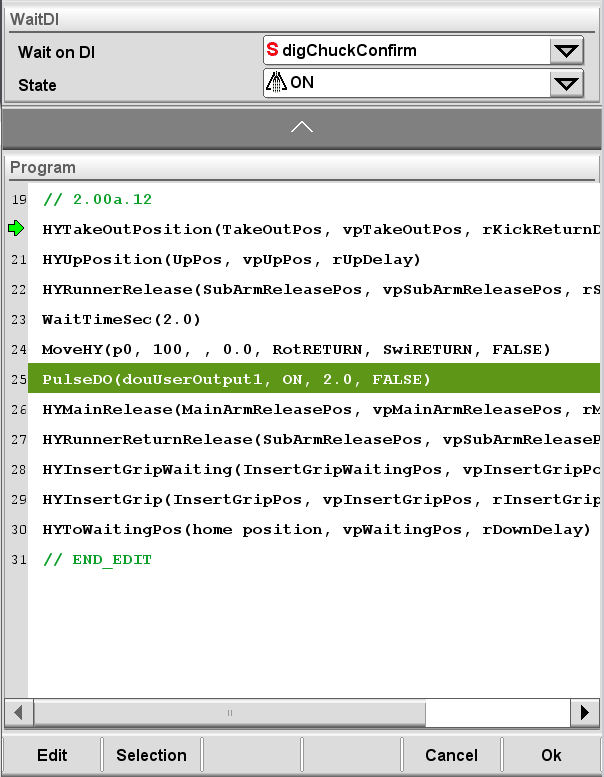 WaitDI
Wait on DI
S digChuckConfirm
State
ON
Program
19 // 2.00a.12
HYTakeOutPosition(TakeOutPos, vpTakeOutPos, rKickReturnD
21 HYUpPosition(UpPos, vpUpPos, rUpDelay)
22 HYRunnerRelease(SubArmReleasePos, vpSubArmReleasePos, rS
23 WaitTimeSec(2.0)
24 MoveHY(p0, 100, , 0.0, RotRETURN, SwiRETURN, FALSE)
25 PulseDO(douUserOutput1, ON, 2.0, FALSE)
26 HYMainRelease(MainArmReleasePos, vpMainArmReleasePos, rM
27 HYRunnerReturnRelease(SubArmReleasePos, vpSubArmReleaseP
28 HYInsertGripWaiting(InsertGripWaitingPos, vpInsertGripPo
29 HYInsertGrip(InsertGripPos, vpInsertGripPos, rInsertGrip
30 HYToWaitingPos(home position, vpWaitingPos, rDownDelay)
31 // END_EDIT
Edit Selection Cancel Ok